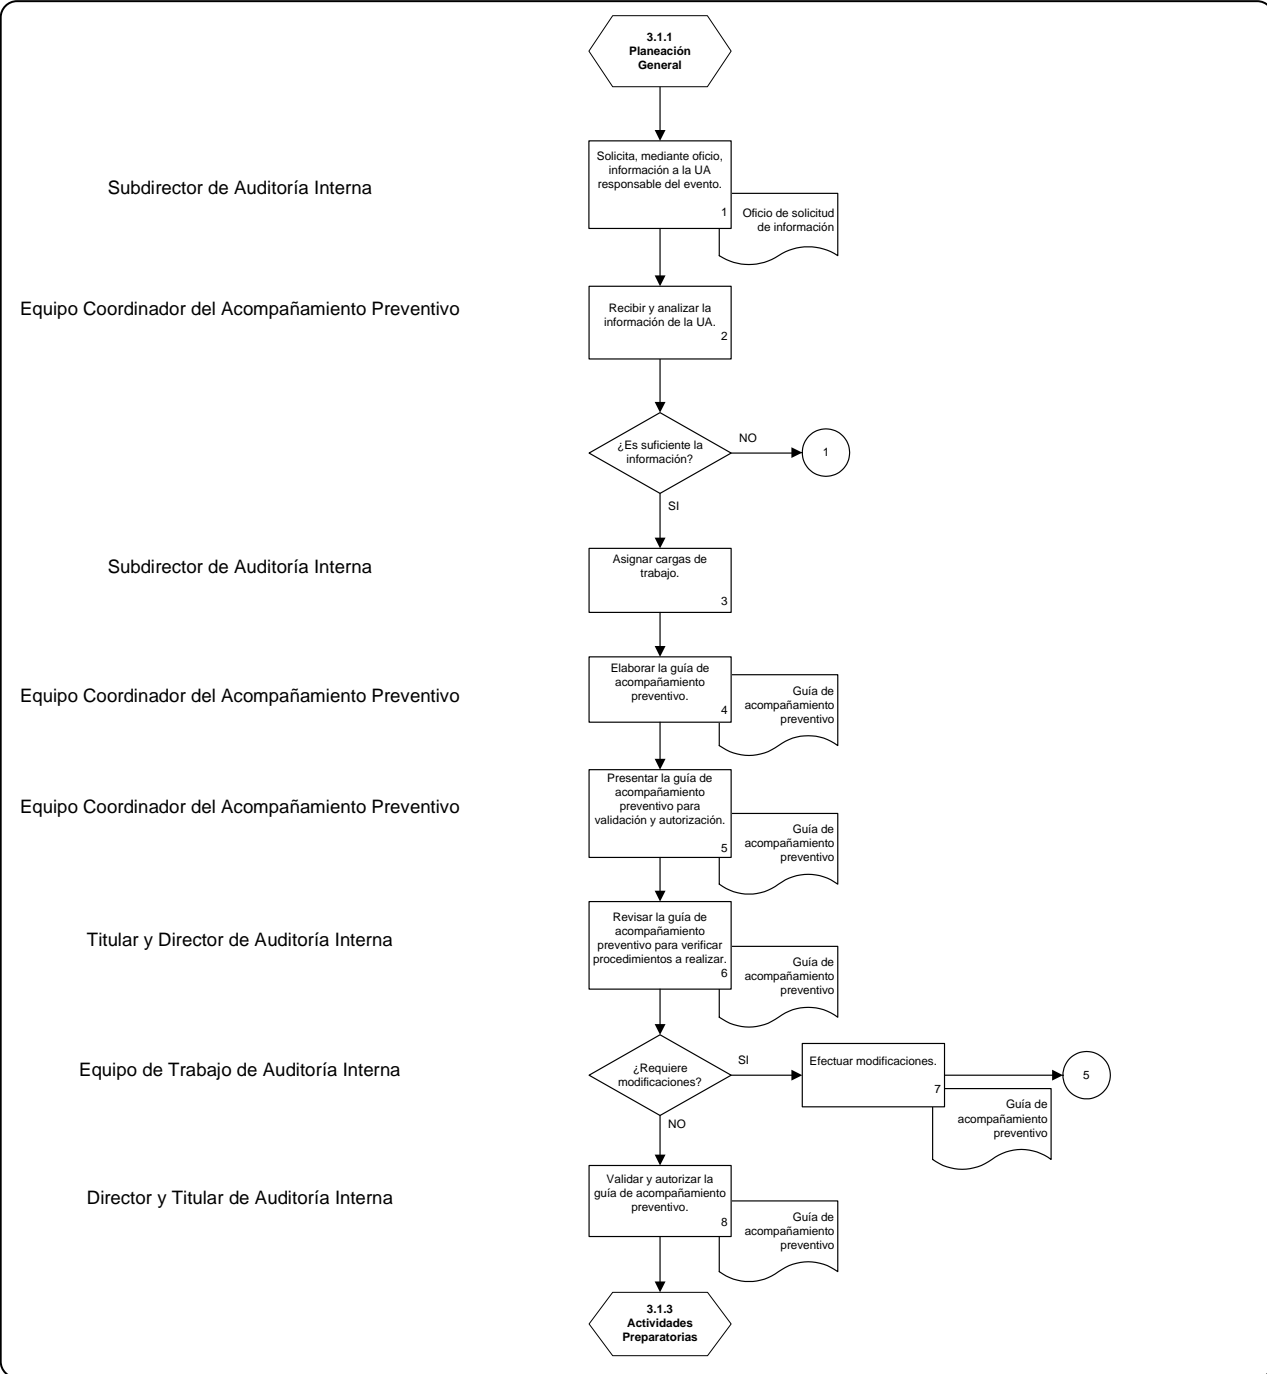 3.1.1
Planeación
General
Subdirector de Auditoría Interna
Solicita, mediante oficio,
información a la UA
responsable del evento.
1
Oficio de solicitud
de información
Equipo Coordinador del Acompañamiento Preventivo
Recibir y analizar la
información de la UA.
2
¿Es suficiente la
información?
NO
1
SI
Subdirector de Auditoría Interna
Asignar cargas de
trabajo.
3
Equipo Coordinador del Acompañamiento Preventivo
Elaborar la guía de
acompañamiento
preventivo.
4
Guía de
acompañamiento
preventivo
Equipo Coordinador del Acompañamiento Preventivo
Presentar la guía de
acompañamiento
preventivo para
validación y autorización.
5
Guía de
acompañamiento
preventivo
Titular y Director de Auditoría Interna
Revisar la guía de
acompañamiento
preventivo para verificar
procedimientos a realizar.
6
Guía de
acompañamiento
preventivo
Equipo de Trabajo de Auditoría Interna
¿Requiere
modificaciones?
SI
Efectuar modificaciones.
7
5
Guía de
acompañamiento
preventivo
NO
Director y Titular de Auditoría Interna
Validar y autorizar la
guía de acompañamiento
preventivo.
8
Guía de
acompañamiento
preventivo
3.1.3
Actividades
Preparatorias